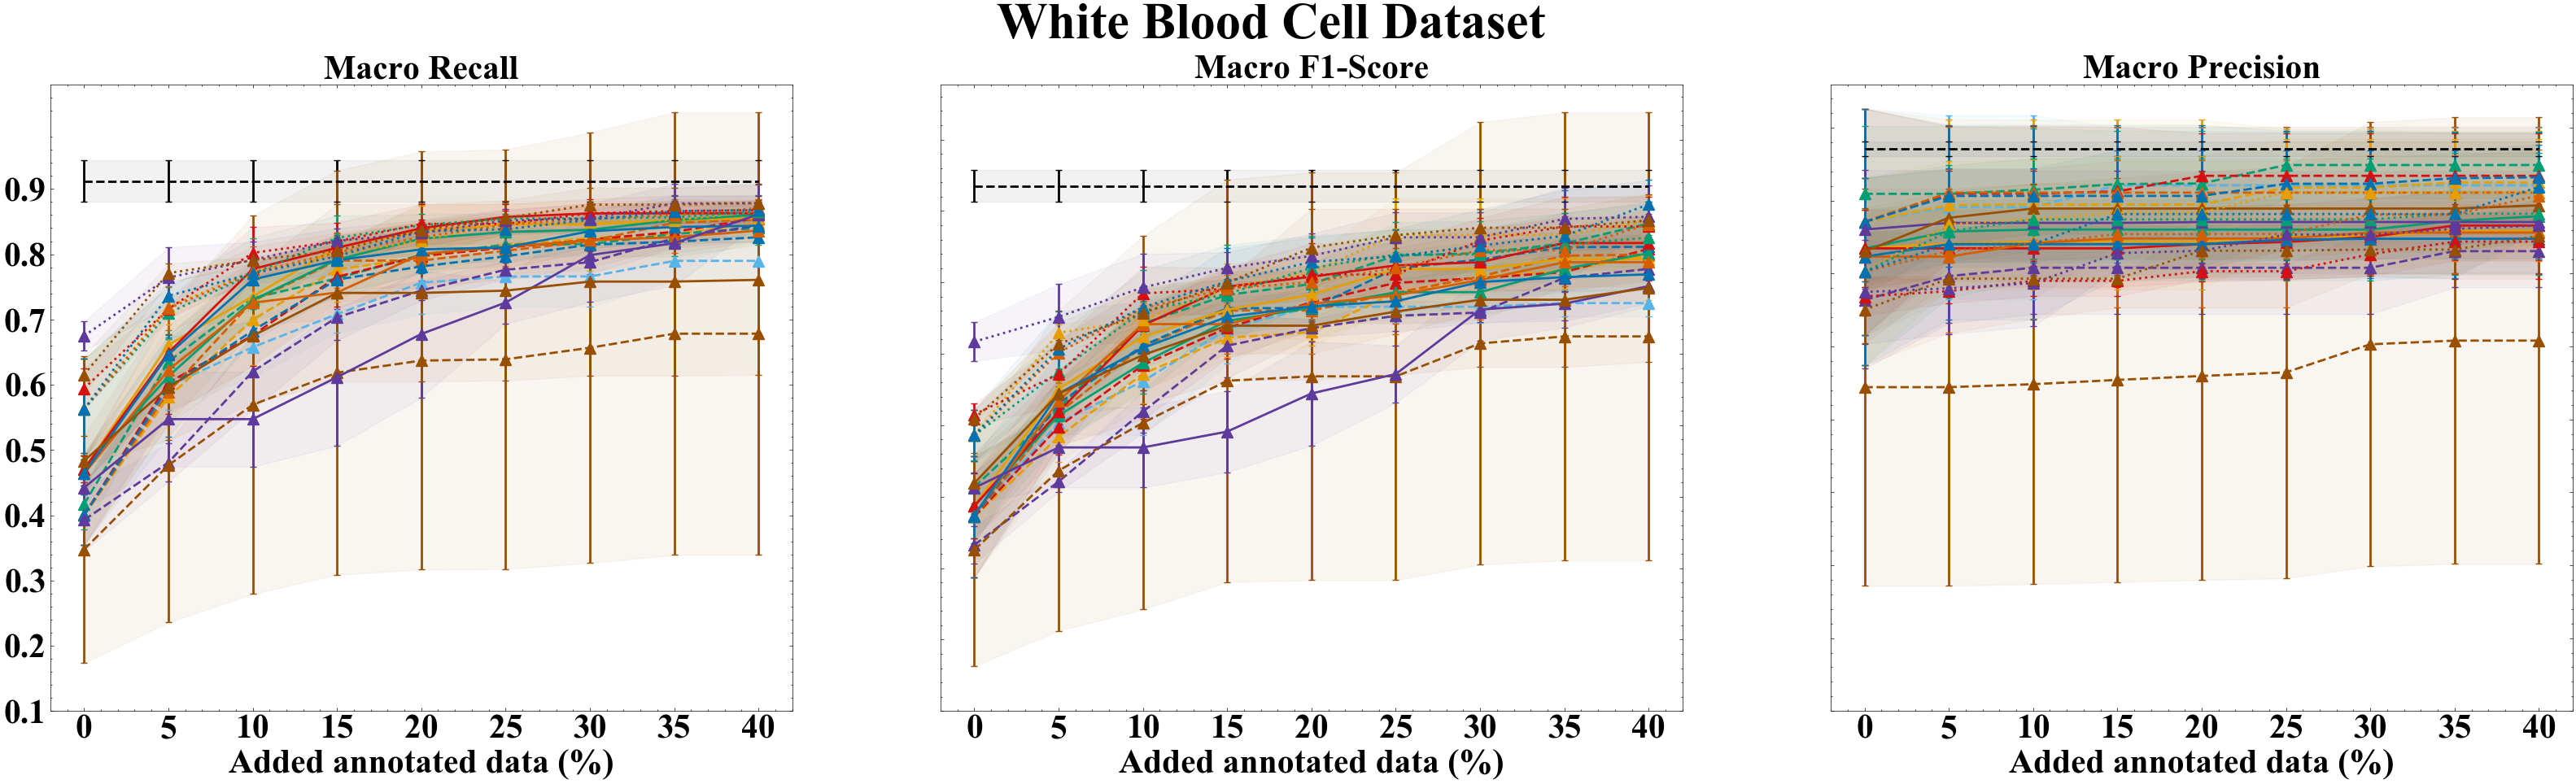 White Blood Cell Dataset
Macro Recall
Macro F1-Score
Macro Precision
0.9
0.8
0.7
0.6
0.5
0.4
0.3
0.2
0.1
0 5 10 15 20 25 30 35 40
0 5 10 15 20 25 30 35 40
0 5 10 15 20 25 30 35 40
Added annotated data (%)
Added annotated data (%)
Added annotated data (%)